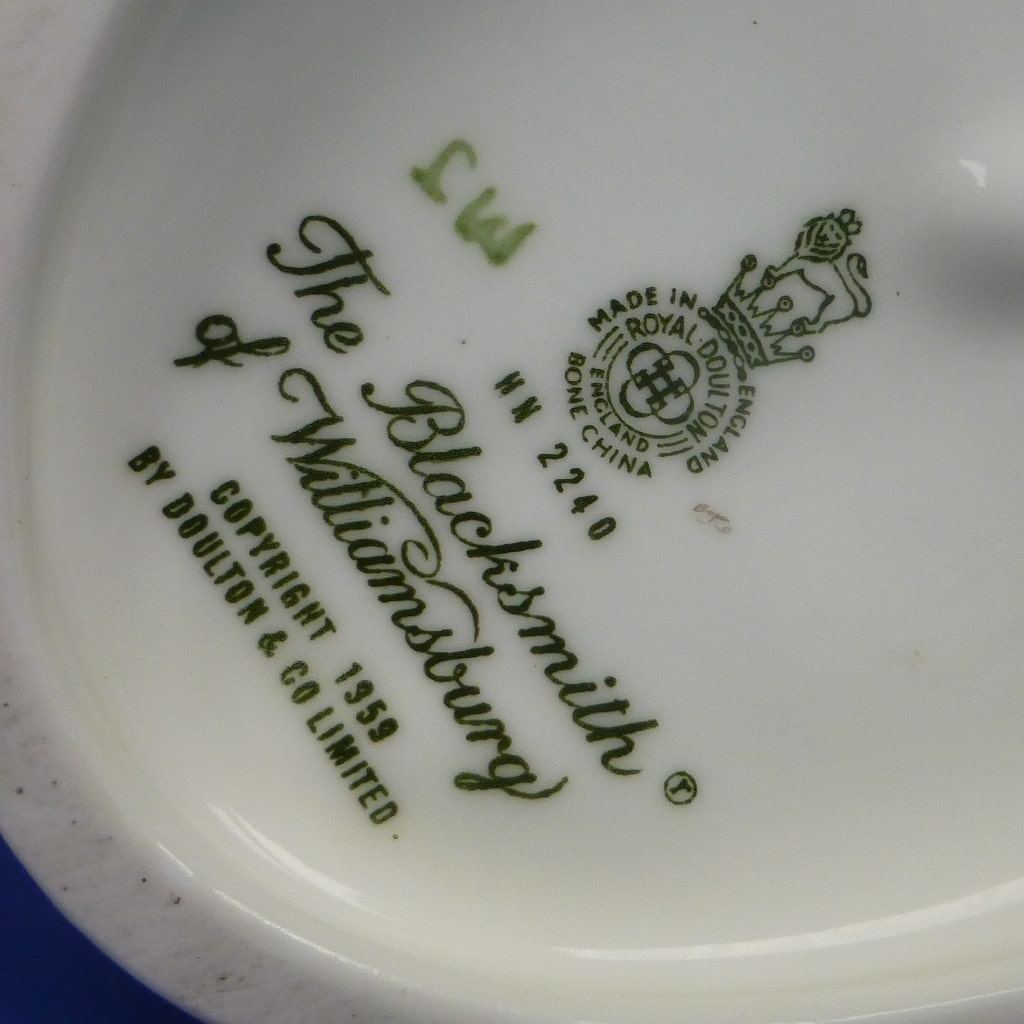 MADE IN ENGLAND
ROYAL DOULTON
ENGLAND
BONE CHINA
HN 2240
The Blacksmith ®
of Williamsburg
COPYRIGHT 1959
BY DOULTON & CO LIMITED.